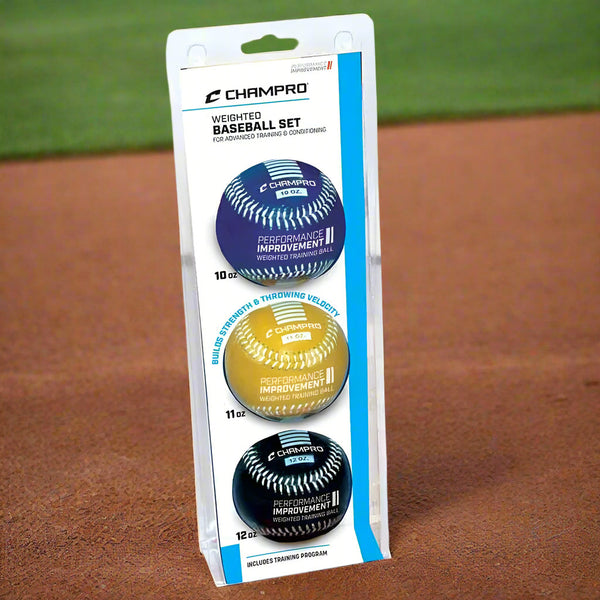 PERFORMANCE
IMPROVEMENT
CHAMPRO®
WEIGHTED
BASEBALL SET
FOR ADVANCED TRAINING & CONDITIONING
CHAMPRO
10 OZ.
PERFORMANCE
IMPROVEMENT
WEIGHTED TRAINING BALL
10 OZ
BUILDS STRENGTH & THROWING VELOCITY
CHAMPRO
11 OZ.
PERFORMANCE
IMPROVEMENT
WEIGHTED TRAINING BALL
11 OZ
CHAMPRO
12 OZ.
PERFORMANCE
IMPROVEMENT
WEIGHTED TRAINING BALL
12 OZ
INCLUDES TRAINING PROGRAM